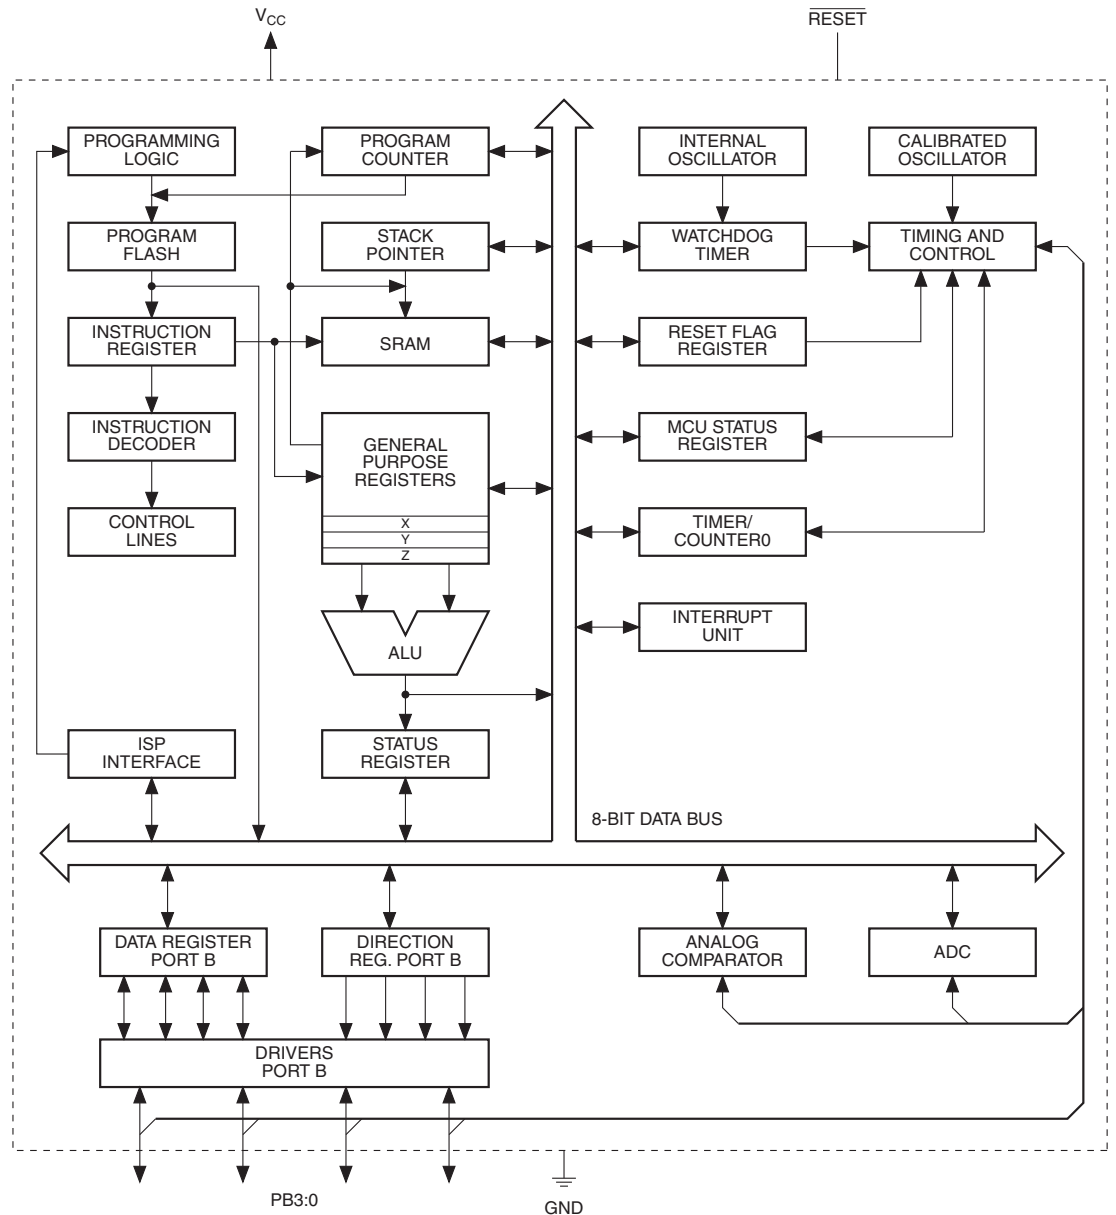 VCC
RESET
PROGRAMMING
LOGIC
PROGRAM
COUNTER
INTERNAL
OSCILLATOR
CALIBRATED
OSCILLATOR
PROGRAM
FLASH
STACK
POINTER
WATCHDOG
TIMER
TIMING AND
CONTROL
INSTRUCTION
REGISTER
SRAM
RESET FLAG
REGISTER
INSTRUCTION
DECODER
GENERAL
PURPOSE
REGISTERS
X
Y
Z
MCU STATUS
REGISTER
CONTROL
LINES
TIMER/
COUNTER0
ALU
INTERRUPT
UNIT
ISP
INTERFACE
STATUS
REGISTER
8-BIT DATA BUS
DATA REGISTER
PORT B
DIRECTION
REG. PORT B
ANALOG
COMPARATOR
ADC
DRIVERS
PORT B
PB3:0
GND